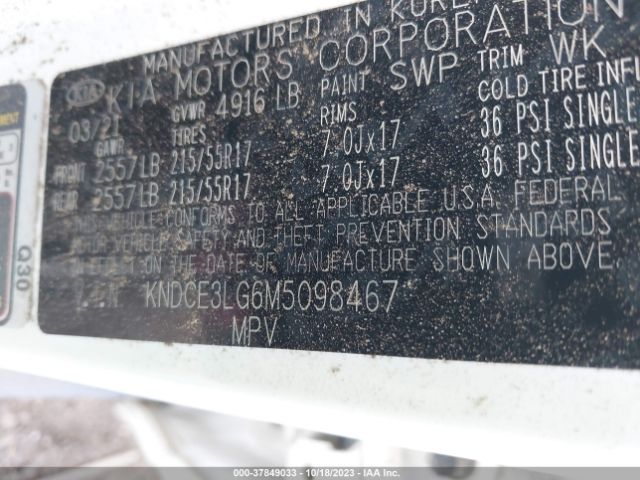 MANUFACTURED IN KOREA
KIA KIA MOTORS CORPORATION
03/21 GVWR 4916 LB PAINT SWP TRIM WK
GAWR TIRES RIMS COLD TIRE INFL
FRONT 2557LB 215/55R17 7.0Jx17 36 PSI SINGLE
REAR 2557LB 215/55R17 7.0Jx17 36 PSI SINGLE
THIS VEHICLE CONFORMS TO ALL APPLICABLE U.S.A. FEDERAL
MOTOR VEHICLE SAFETY AND THEFT PREVENTION STANDARDS
IN EFFECT ON THE DATE OF MANUFACTURE SHOWN ABOVE.
KNDCE3LG6M5098467
MPV
Q30
000-37849033 - 10/18/2023 - IAA Inc.